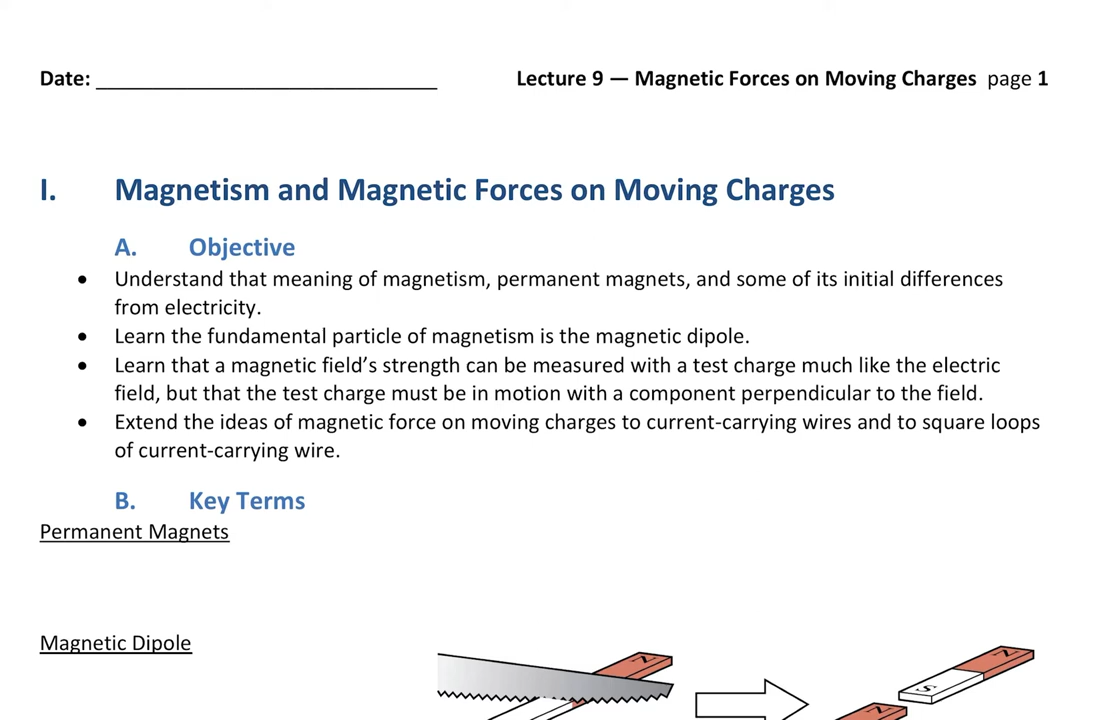 Date: _______________________________ Lecture 9 — Magnetic Forces on Moving Charges page 1
I. Magnetism and Magnetic Forces on Moving Charges
A. Objective
• Understand that meaning of magnetism, permanent magnets, and some of its initial differences
from electricity.
• Learn the fundamental particle of magnetism is the magnetic dipole.
• Learn that a magnetic field’s strength can be measured with a test charge much like the electric
field, but that the test charge must be in motion with a component perpendicular to the field.
• Extend the ideas of magnetic force on moving charges to current-carrying wires and to square loops
of current-carrying wire.
B. Key Terms
Permanent Magnets
Magnetic Dipole
N
N
S
N